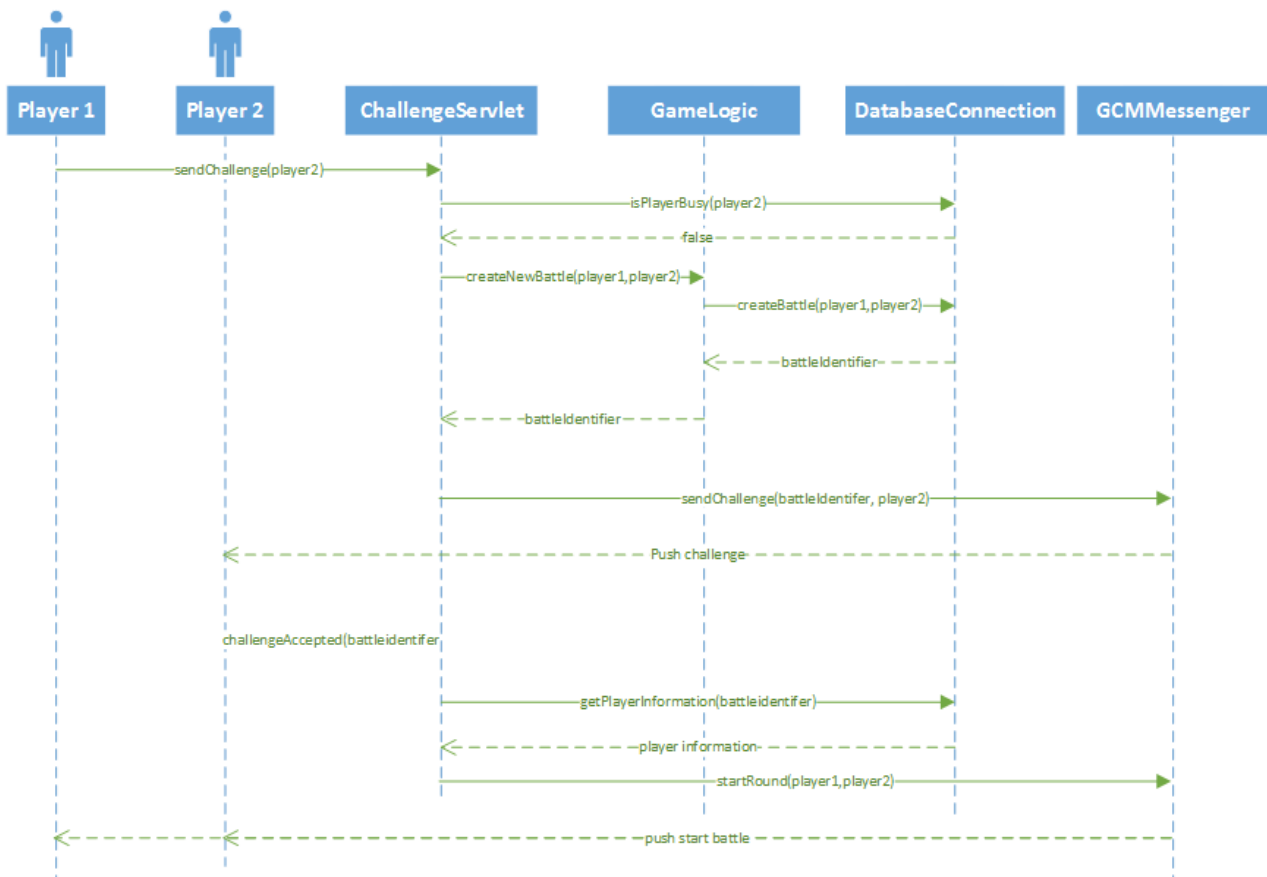 Player 1
Player 2
ChallengeServlet
GameLogic
DatabaseConnection
GCMMessenger
sendChallenge(player2)
isPlayerBusy(player2)
false
createNewBattle(player1,player2)
createBattle(player1,player2)
battleIdentifier
battleIdentifier
sendChallenge(battleIdentifer, player2)
Push challenge
challengeAccepted(battleidentifer
getPlayerInformation(battleidentifer)
player information
startRound(player1,player2)
push start battle